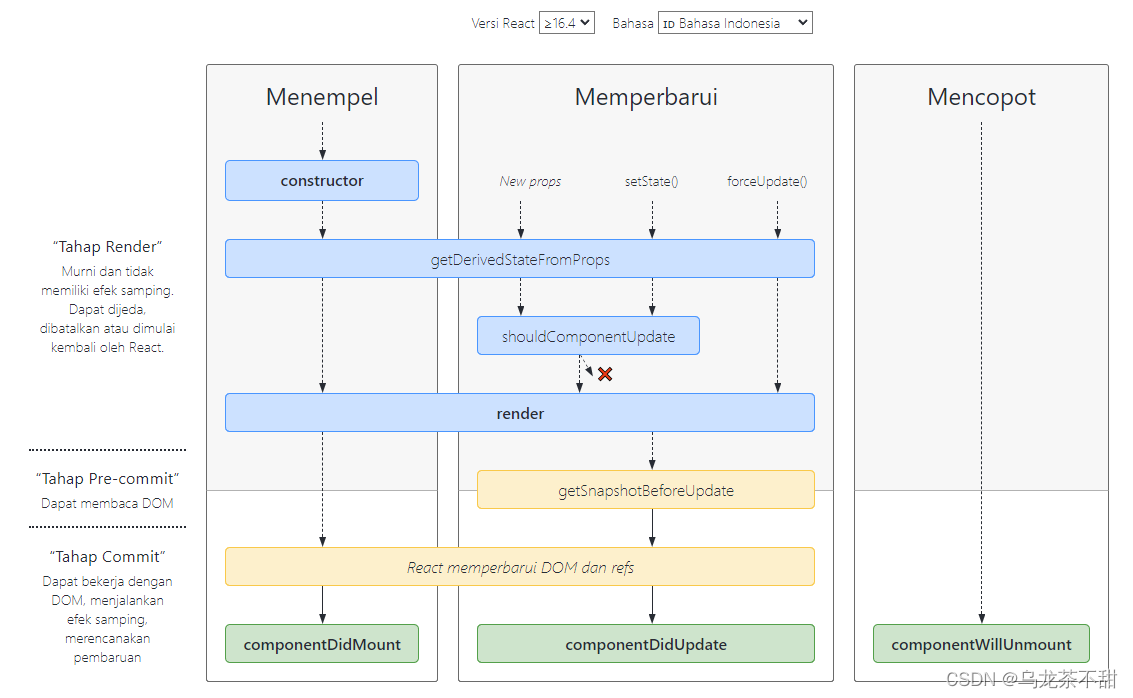 Versi React ≥16.4 Bahasa ID Bahasa Indonesia
Menempel
Memperbarui
Mencopot
constructor
New props
setState()
forceUpdate()
“Tahap Render”
Murni dan tidak
memiliki efek samping.
Dapat dijeda,
dibatalkan atau dimulai
kembali oleh React.
getDerivedStateFromProps
shouldComponentUpdate
render
“Tahap Pre-commit”
Dapat membaca DOM
getSnapshotBeforeUpdate
“Tahap Commit”
Dapat bekerja dengan
DOM, menjalankan
efek samping,
merencanakan
pembaruan
React memperbarui DOM dan refs
componentDidMount
componentDidUpdate
componentWillUnmount
CSDN @乌龙茶不甜